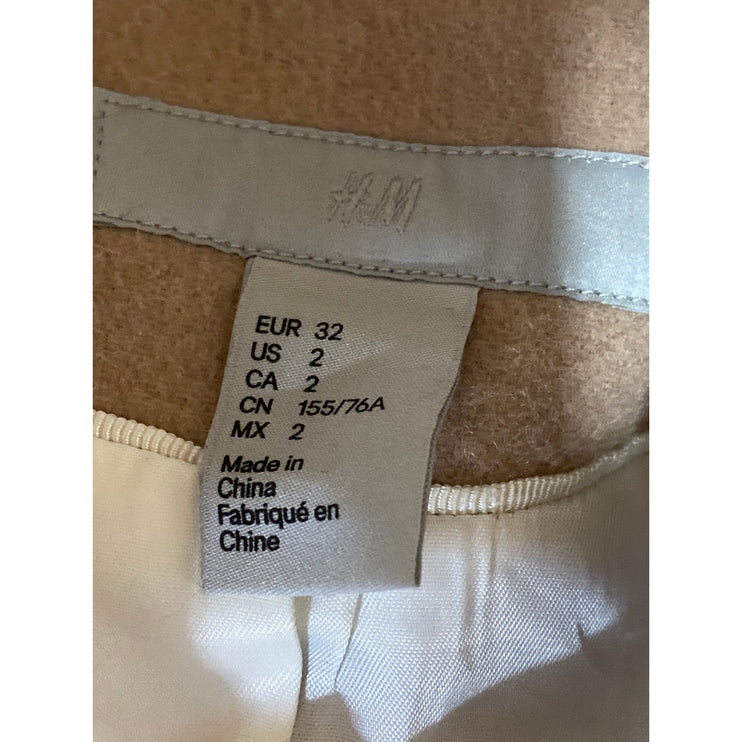 H&M
EUR 32
US 2
CA 2
CN 155/76A
MX 2
Made in
China
Fabriqué en
Chine